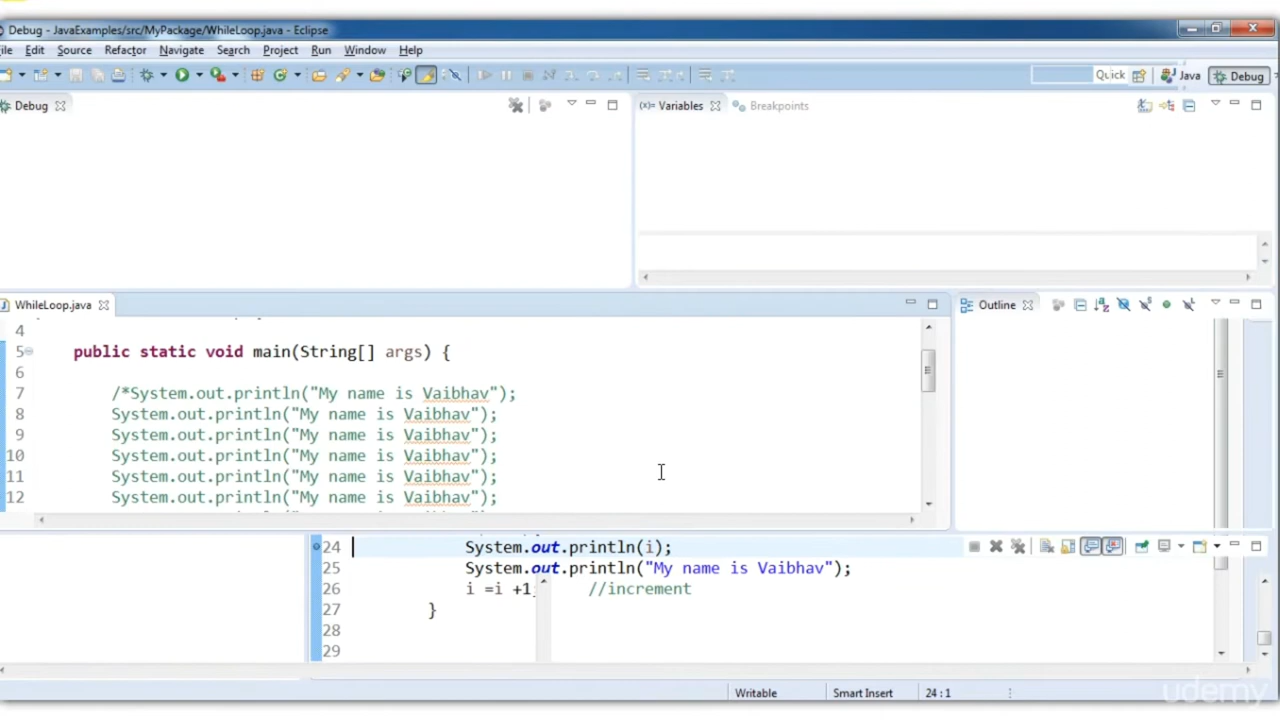 Debug - JavaExamples/src/MyPackage/WhileLoop.java - Eclipse
ile Edit Source Refactor Navigate Search Project Run Window Help
Quick Java Debug
Debug
(x)= Variables Breakpoints
WhileLoop.java
Outline
4
5 public static void main(String[] args) {
6
7 /*System.out.println("My name is Vaibhav");
8 System.out.println("My name is Vaibhav");
9 System.out.println("My name is Vaibhav");
10 System.out.println("My name is Vaibhav");
11 System.out.println("My name is Vaibhav");
12 System.out.println("My name is Vaibhav");
24 System.out.println(i);
25 System.out.println("My name is Vaibhav");
26 i =i +1; //increment
27 }
28
29
Writable Smart Insert 24 : 1
udemy